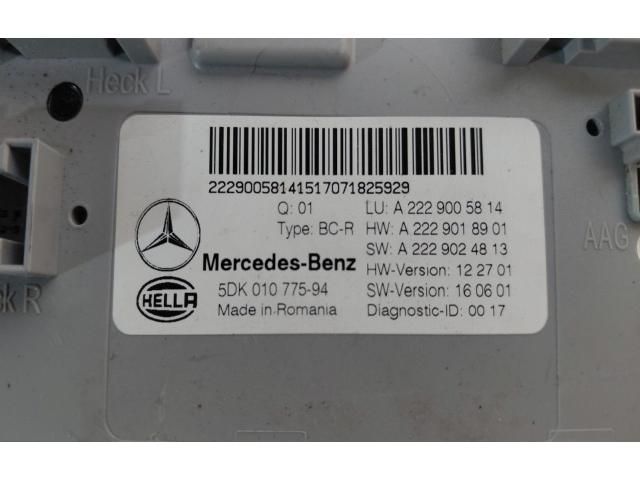 Heck L
22290058141517071825929
Q: 01
LU: A 222 900 58 14
Type: BC-R
HW: A 222 901 89 01
SW: A 222 902 48 13
Mercedes-Benz
HW-Version: 12 27 01
HELLA
5DK 010 775-94
SW-Version: 16 06 01
Made in Romania
Diagnostic-ID: 00 17
AAG
ck R